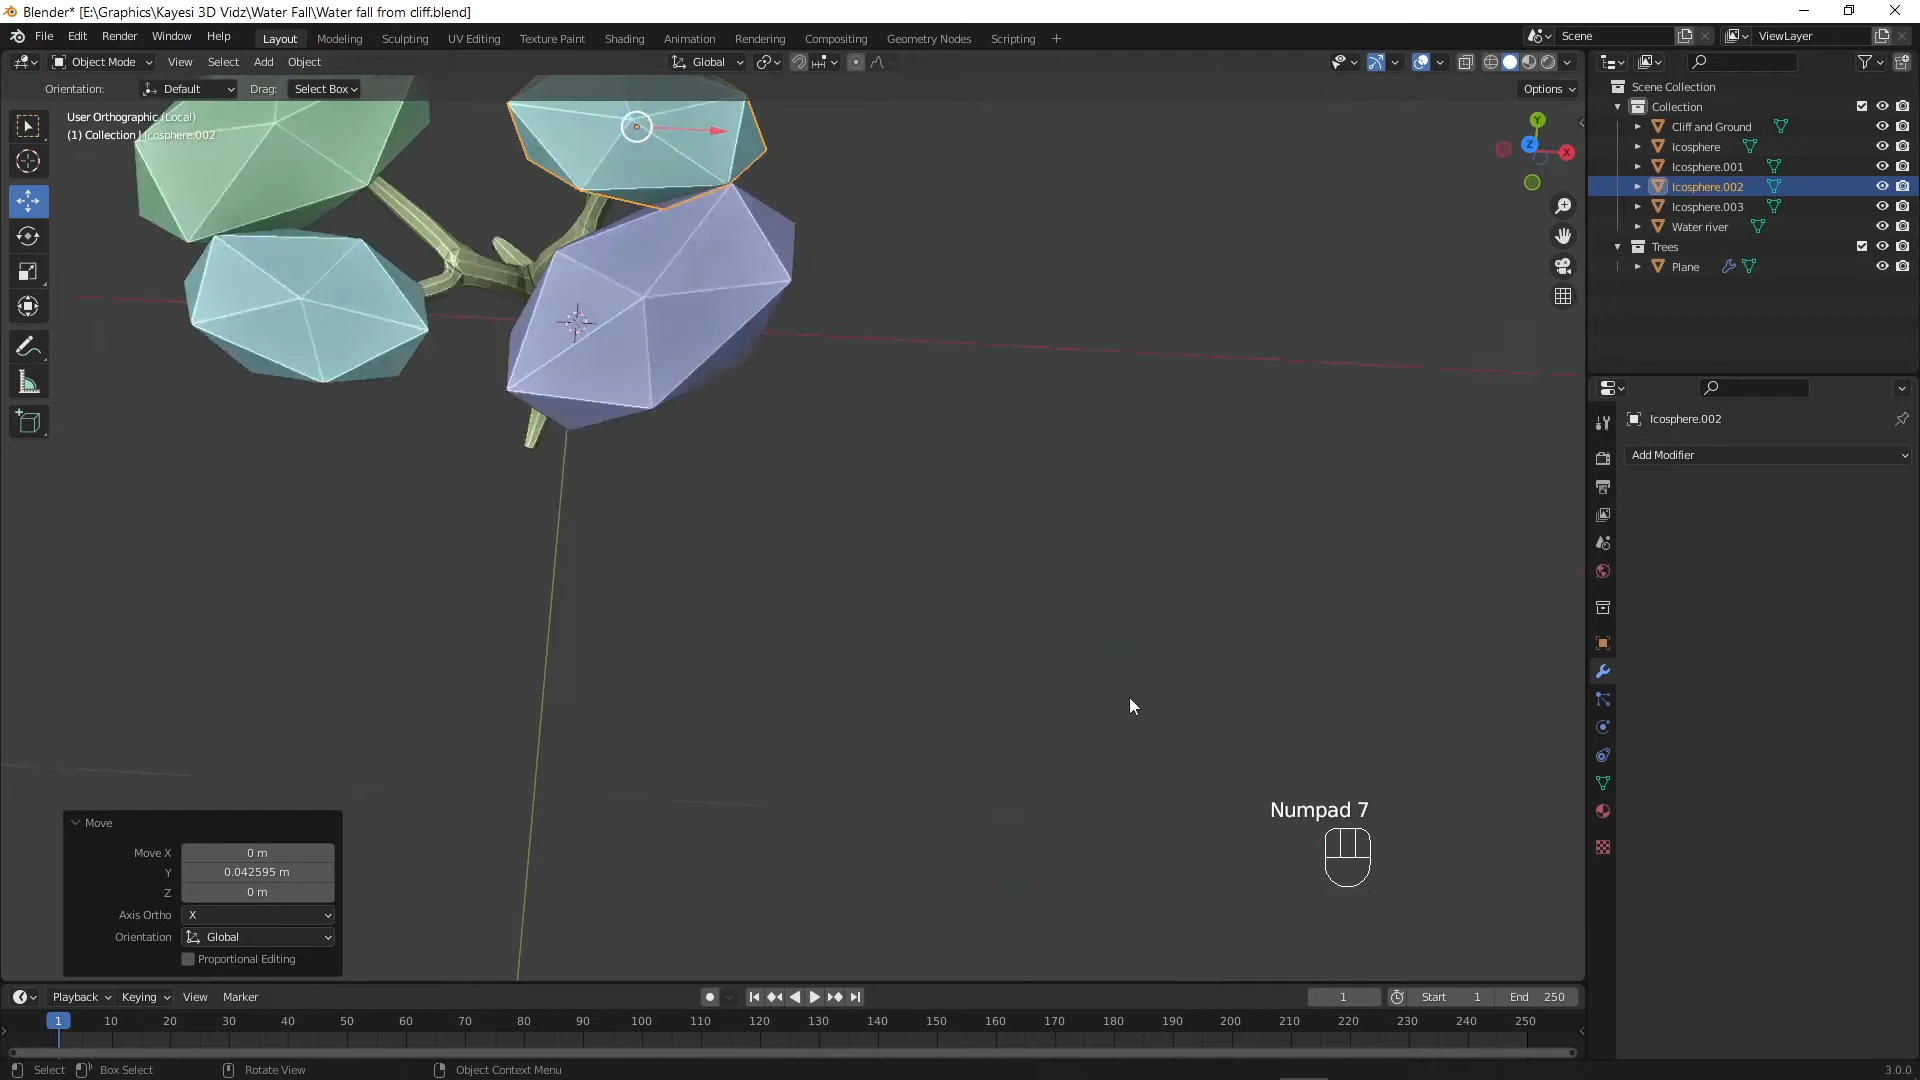 Blender* [E:\Graphics\Kayesi 3D Vidz\Water Fall\Water fall from cliff.blend]
File Edit Render Window Help Layout Modeling Sculpting UV Editing Texture Paint Shading Animation Rendering Compositing Geometry Nodes Scripting + Scene ViewLayer
Object Mode View Select Add Object Global
Orientation: Default Drag: Select Box Options
User Orthographic (Local)
(1) Collection | Icosphere.002
Y
Z
X
Scene Collection
Collection
Cliff and Ground
Icosphere
Icosphere.001
Icosphere.002
Icosphere.003
Water river
Trees
Plane
Icosphere.002
Add Modifier
Numpad 7
Move
Move X 0 m
Y 0.042595 m
Z 0 m
Axis Ortho X
Orientation Global
Proportional Editing
Playback Keying View Marker 1 Start 1 End 250
1 10 20 30 40 50 60 70 80 90 100 110 120 130 140 150 160 170 180 190 200 210 220 230 240 250
Select Box Select Rotate View Object Context Menu 3.0.0